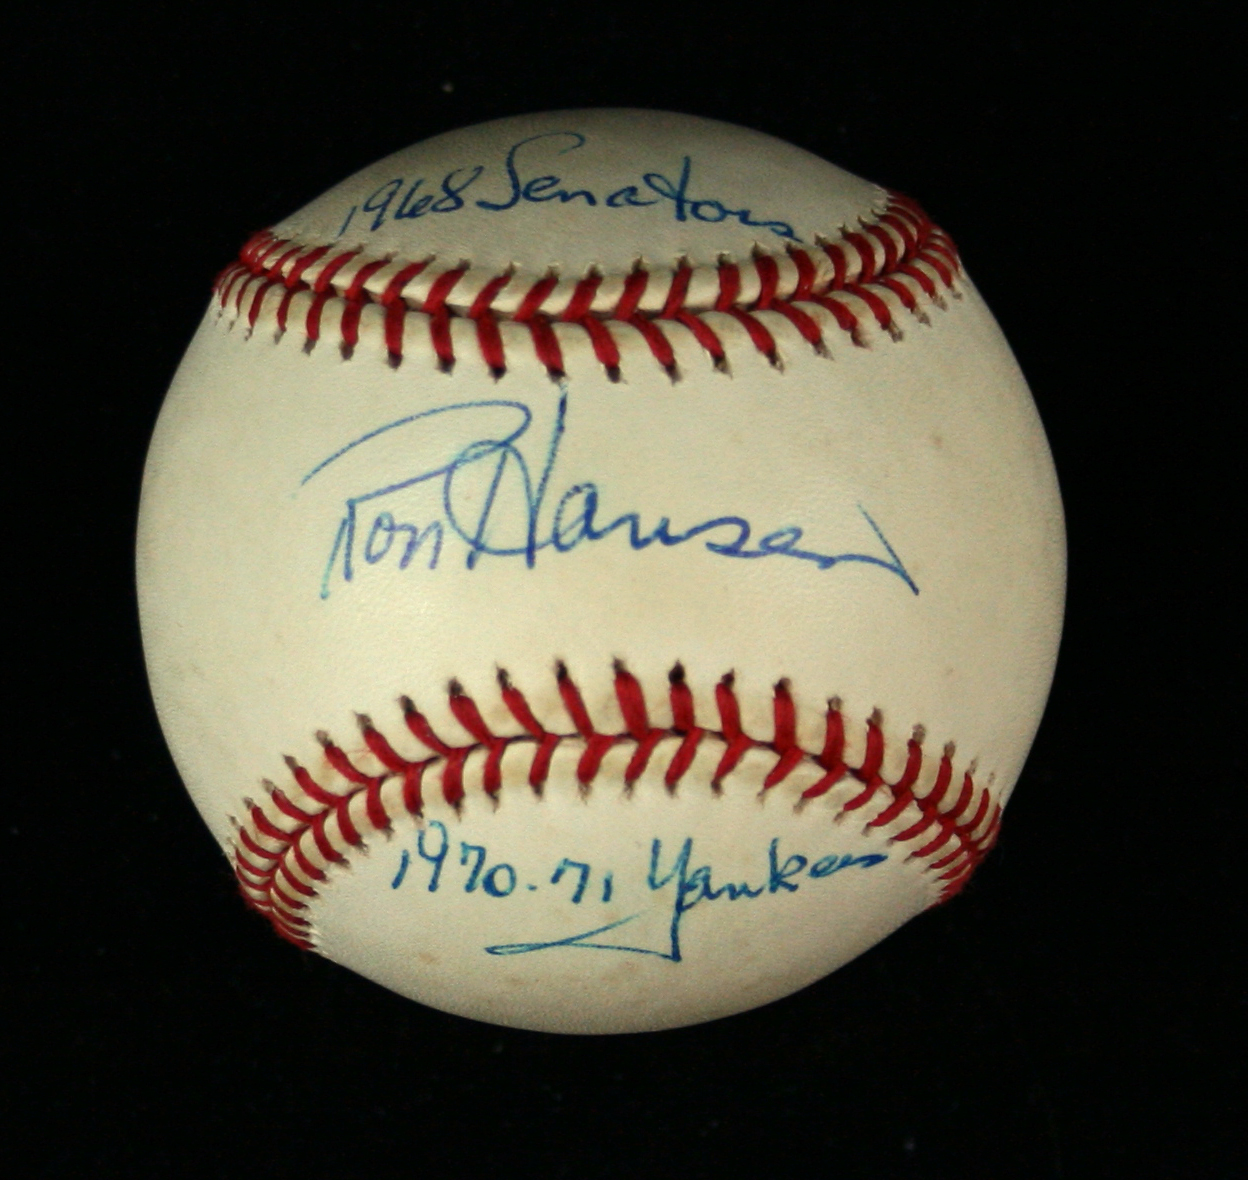 1968 Senators
Ron Hansen
1970-71 Yankees